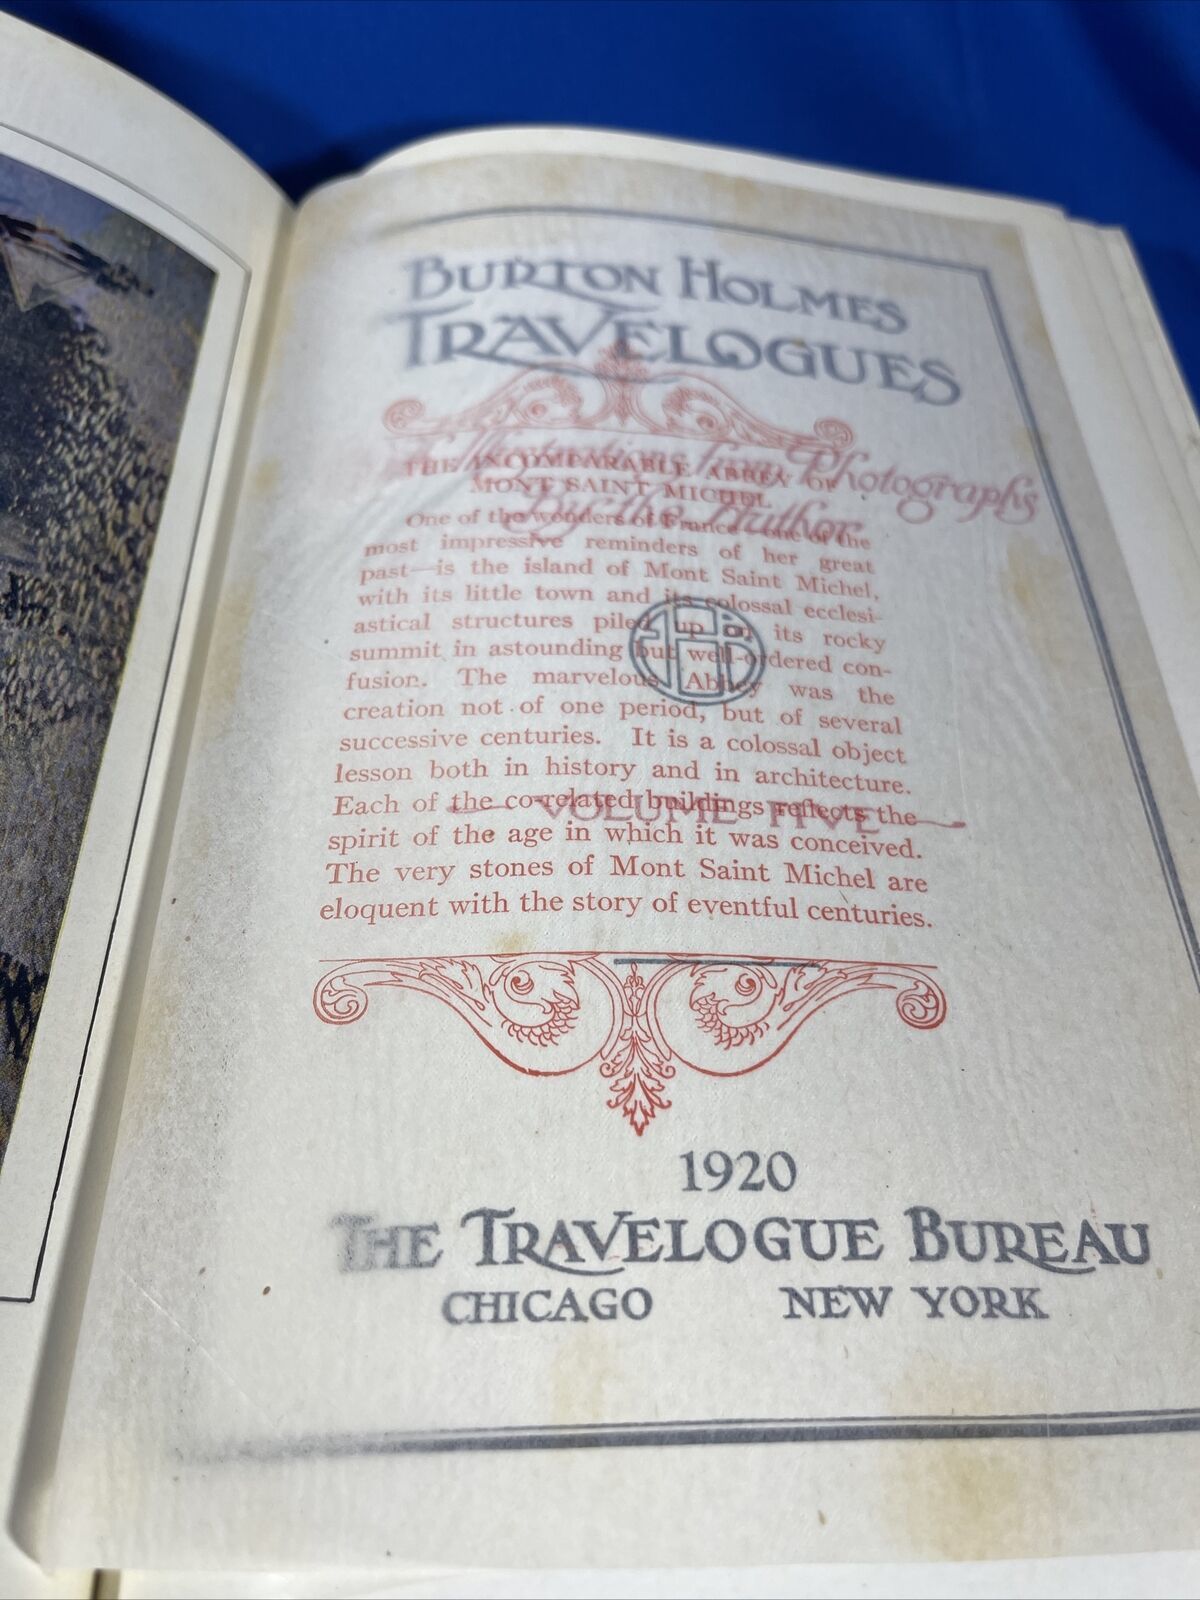 BURTON HOLMES
TRAVELOGUES
Illustrations from Photographs
By the Author
THE INCOMPARABLE ABBEY OF
MONT SAINT MICHEL
One of the wonders of France—one of the
most impressive reminders of her great
past—is the island of Mont Saint Michel,
with its little town and its colossal ecclesi-
astical structures piled up on its rocky
summit in astounding but well-ordered con-
fusion. The marvelous Abbey was the
creation not of one period, but of several
successive centuries. It is a colossal object
lesson both in history and in architecture.
Each of the co-related buildings reflects the
spirit of the age in which it was conceived.
The very stones of Mont Saint Michel are
eloquent with the story of eventful centuries.
VOLUME FIVE
1920
THE TRAVELOGUE BUREAU
CHICAGO NEW YORK